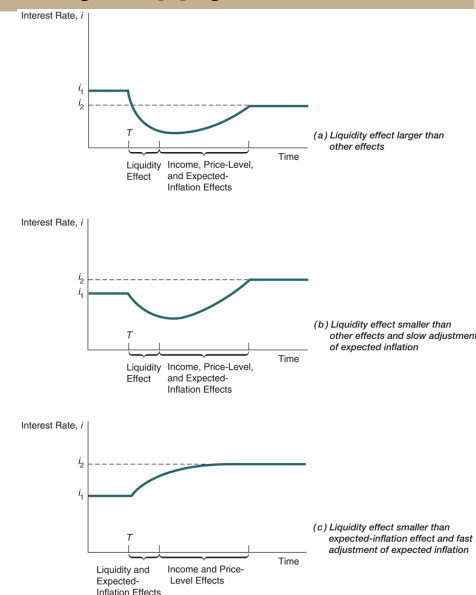 Interest Rate, i
i1
i2
T
Time
Liquidity Effect
Income, Price-Level, and Expected-Inflation Effects
(a) Liquidity effect larger than
other effects
Interest Rate, i
i2
i1
T
Time
Liquidity Effect
Income, Price-Level, and Expected-Inflation Effects
(b) Liquidity effect smaller than
other effects and slow adjustment
of expected inflation
Interest Rate, i
i2
i1
T
Time
Liquidity and Expected-Inflation Effects
Income and Price-Level Effects
(c) Liquidity effect smaller than
expected-inflation effect and fast
adjustment of expected inflation